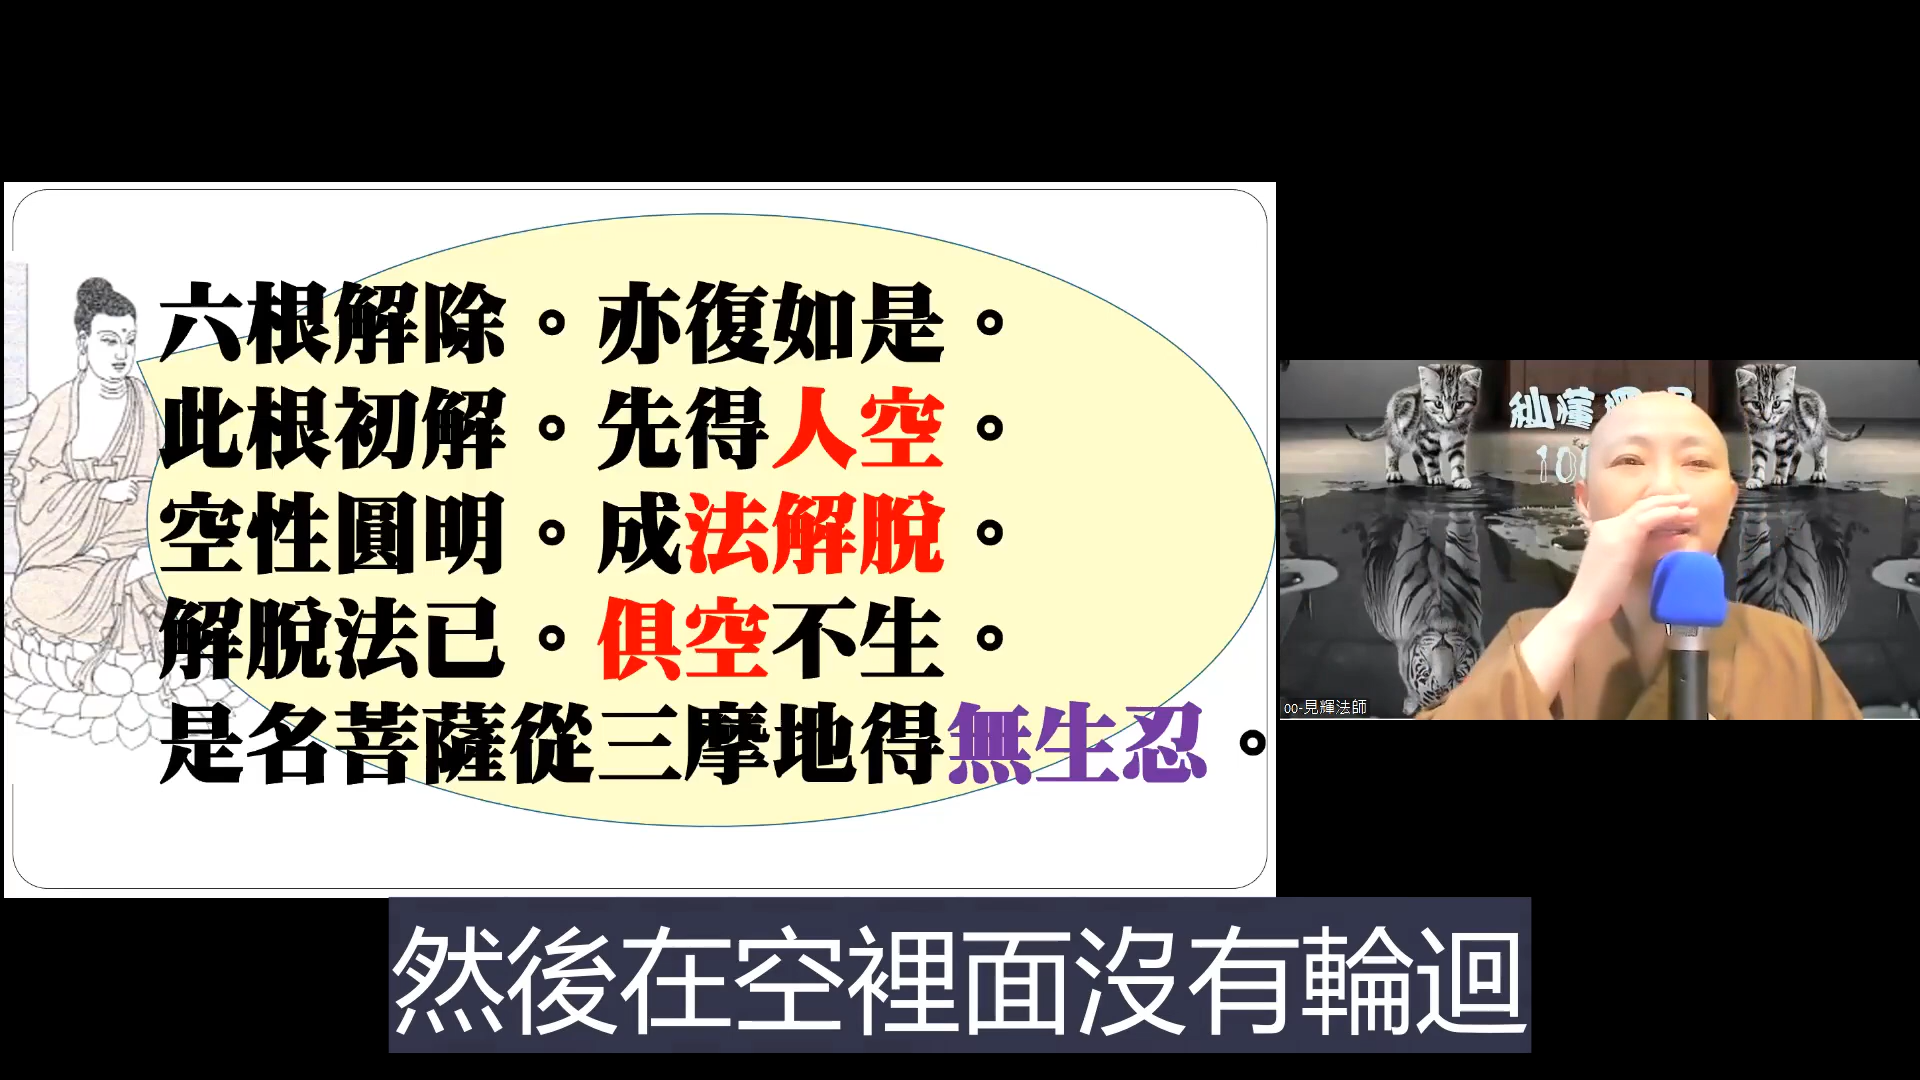 六根解除。亦復如是。
此根初解。先得人空。
空性圓明。成法解脫。
解脫法已。俱空不生。
是名菩薩從三摩地得無生忍。
00-見輝法師
然後在空裡面沒有輪迴